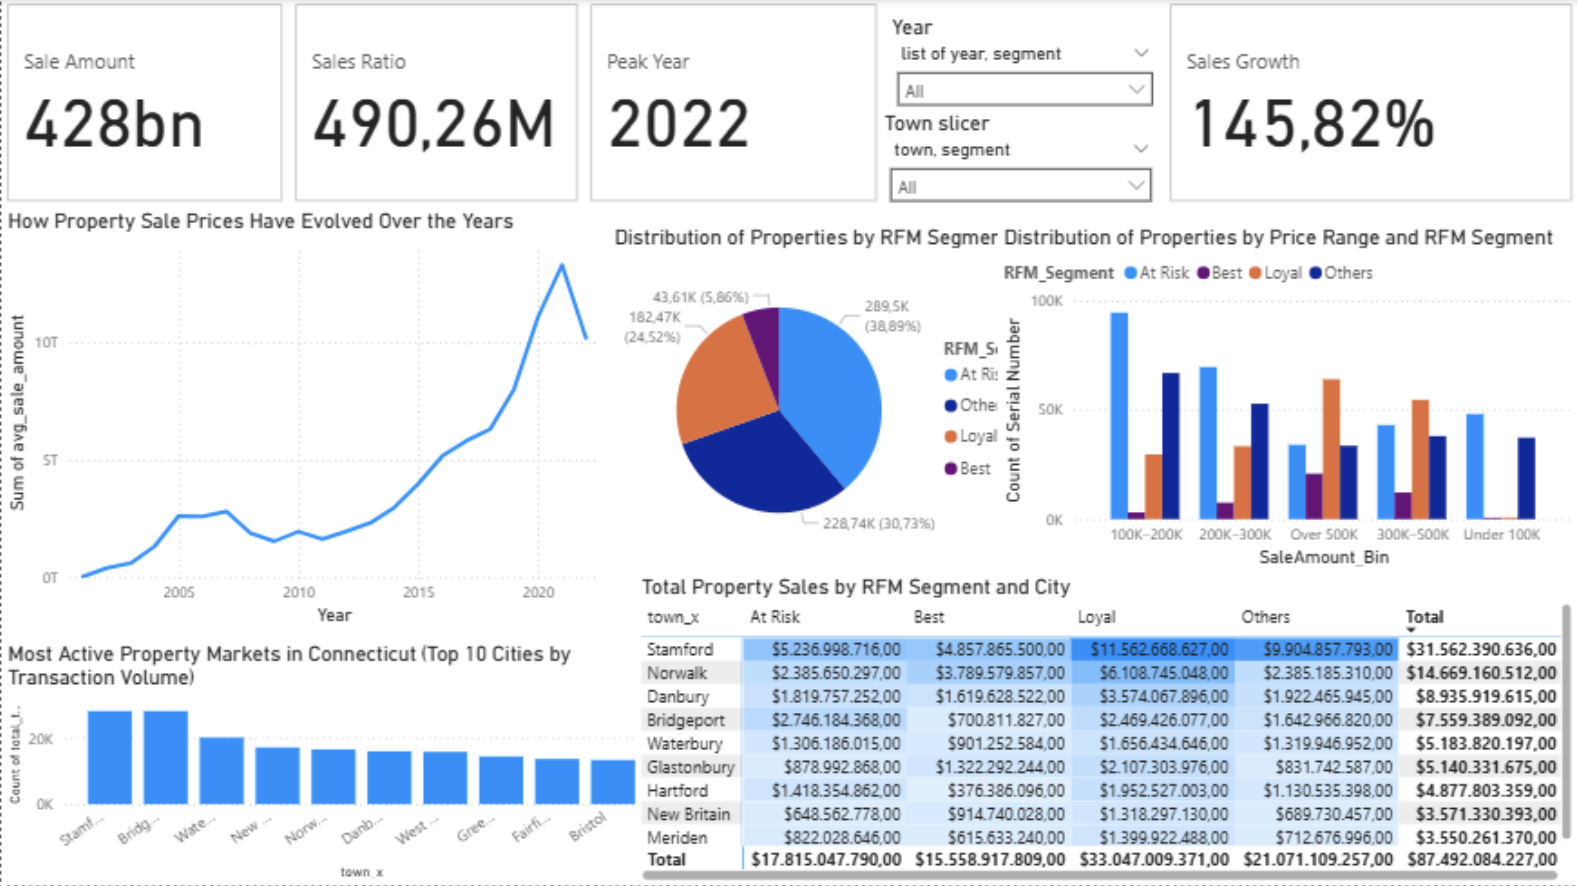 Sale Amount
428bn
Sales Ratio
490,26M
Peak Year
2022
Year
list of year, segment
All
Town slicer
town, segment
All
Sales Growth
145,82%
How Property Sale Prices Have Evolved Over the Years
Sum of avg_sale_amount
10T
5T
0T
2005
2010
2015
2020
Year
Distribution of Properties by RFM Segmer
43,61K (5,86%)
182,47K
(24,52%)
289,5K
(38,89%)
228,74K (30,73%)
RFM_S
At Ris
Othe
Loyal
Best
Distribution of Properties by Price Range and RFM Segment
RFM_Segment At Risk Best Loyal Others
Count of Serial Number
100K
50K
0K
100K–200K
200K–300K
Over 500K
300K–500K
Under 100K
SaleAmount_Bin
Most Active Property Markets in Connecticut (Top 10 Cities by
Transaction Volume)
Count of total_t...
20K
0K
Stamf...
Bridg...
Wate...
New ...
Norw...
Danb...
West ...
Gree...
Fairfi...
Bristol
town_x
Total Property Sales by RFM Segment and City
town_x At Risk Best Loyal Others Total
Stamford $5.236.998.716,00 $4.857.865.500,00 $11.562.668.627,00 $9.904.857.793,00 $31.562.390.636,00
Norwalk $2.385.650.297,00 $3.789.579.857,00 $6.108.745.048,00 $2.385.185.310,00 $14.669.160.512,00
Danbury $1.819.757.252,00 $1.619.628.522,00 $3.574.067.896,00 $1.922.465.945,00 $8.935.919.615,00
Bridgeport $2.746.184.368,00 $700.811.827,00 $2.469.426.077,00 $1.642.966.820,00 $7.559.389.092,00
Waterbury $1.306.186.015,00 $901.252.584,00 $1.656.434.646,00 $1.319.946.952,00 $5.183.820.197,00
Glastonbury $878.992.868,00 $1.322.292.244,00 $2.107.303.976,00 $831.742.587,00 $5.140.331.675,00
Hartford $1.418.354.862,00 $376.386.096,00 $1.952.527.003,00 $1.130.535.398,00 $4.877.803.359,00
New Britain $648.562.778,00 $914.740.028,00 $1.318.297.130,00 $689.730.457,00 $3.571.330.393,00
Meriden $822.028.646,00 $615.633.240,00 $1.399.922.488,00 $712.676.996,00 $3.550.261.370,00
Total $17.815.047.790,00 $15.558.917.809,00 $33.047.009.371,00 $21.071.109.257,00 $87.492.084.227,00